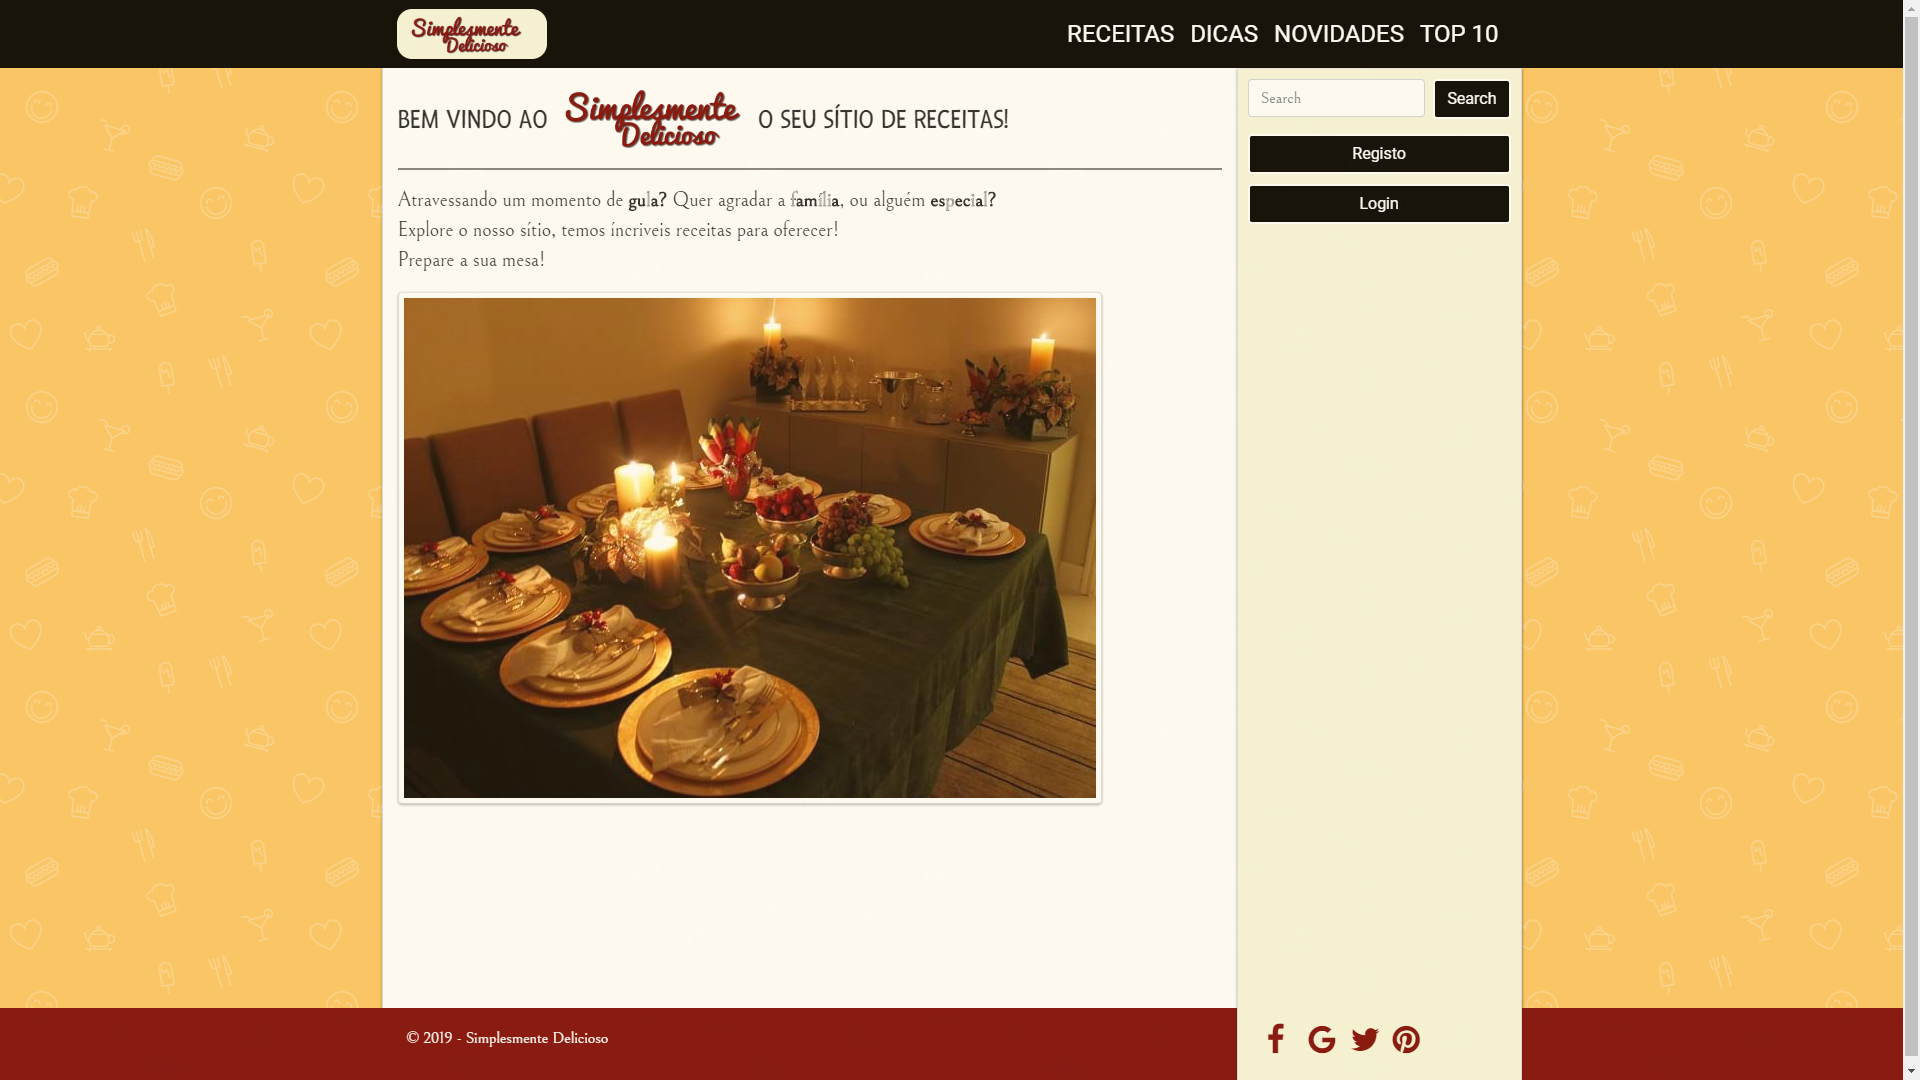 Simplesmente
Delicioso
RECEITAS DICAS NOVIDADES TOP 10
BEM VINDO AO Simplesmente Delicioso O SEU SÍTIO DE RECEITAS!
Search Search
Registo
Login
Atravessando um momento de gula? Quer agradar a família, ou alguém especial?
Explore o nosso sítio, temos íncriveis receitas para oferecer!
Prepare a sua mesa!
© 2019 - Simplesmente Delicioso